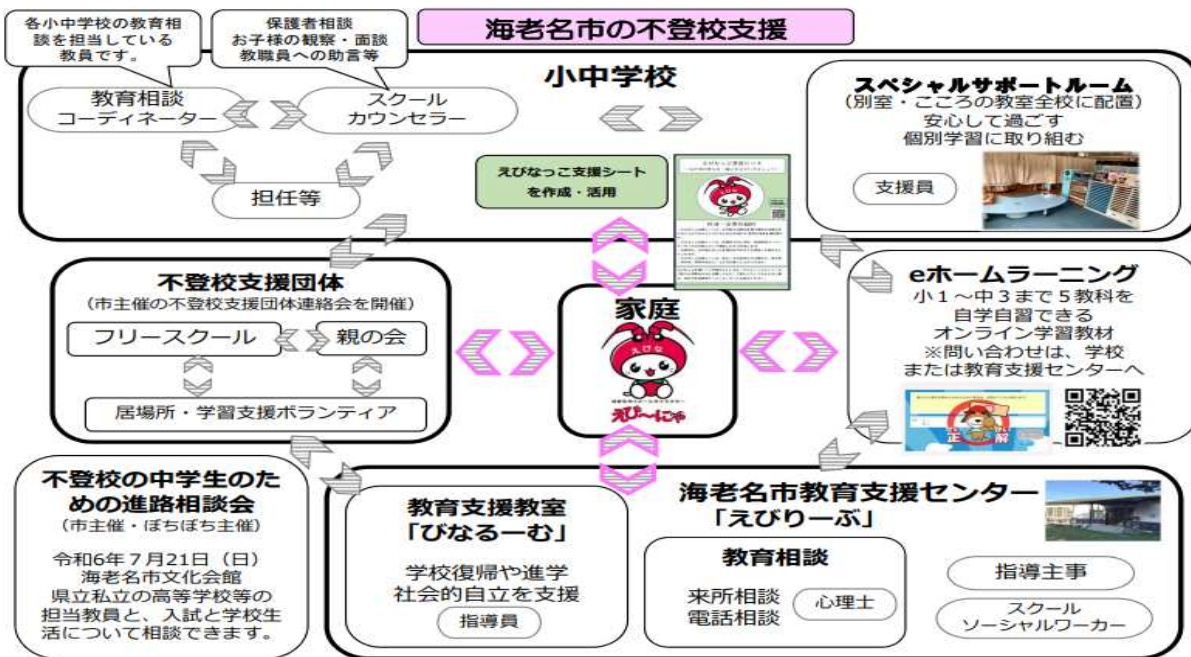 海老名市の不登校支援
各小中学校の教育相
談を担当している
教員です。
保護者相談
お子様の観察・面談
教職員への助言等
小中学校
教育相談
コーディネーター
スクール
カウンセラー
担任等
えびなっこ支援シート
を作成・活用
スペシャルサポートルーム
(別室・こころの教室全校に配置)
安心して過ごす
個別学習に取り組む
支援員
不登校支援団体
(市主催の不登校支援団体連絡会を開催)
フリースクール
親の会
居場所・学習支援ボランティア
家庭
えびな
えび~にゃ
eホームラーニング
小1~中3まで5教科を
自学自習できる
オンライン学習教材
※問い合わせは、学校
または教育支援センターへ
正解
不登校の中学生のた
めの進路相談会
(市主催・ぼちぼち主催)
令和6年7月21日(日)
海老名市文化会館
県立私立の高等学校等の
担当教員と、入試と学校生
活について相談できます。
教育支援教室
「びなるーむ」
学校復帰や進学
社会的自立を支援
指導員
海老名市教育支援センター
「えびりーぶ」
教育相談
来所相談
電話相談
心理士
指導主事
スクール
ソーシャルワーカー